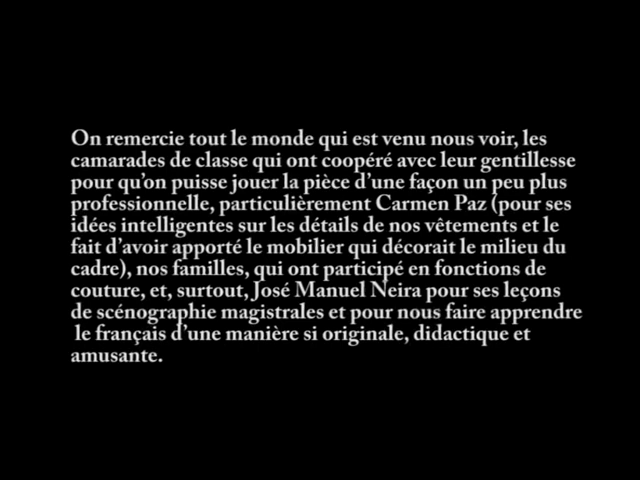 On remercie tout le monde qui est venu nous voir, les
camarades de classe qui ont coopéré avec leur gentillesse
pour qu'on puisse jouer la pièce d'une façon un peu plus
professionnelle, particulièrement Carmen Paz (pour ses
idées intelligentes sur les détails de nos vêtements et le
fait d'avoir apporté le mobilier qui décorait le milieu du
cadre), nos familles, qui ont participé en fonctions de
couture, et, surtout, José Manuel Neira pour ses leçons
de scénographie magistrales et pour nous faire apprendre
le français d'une manière si originale, didactique et
amusante.